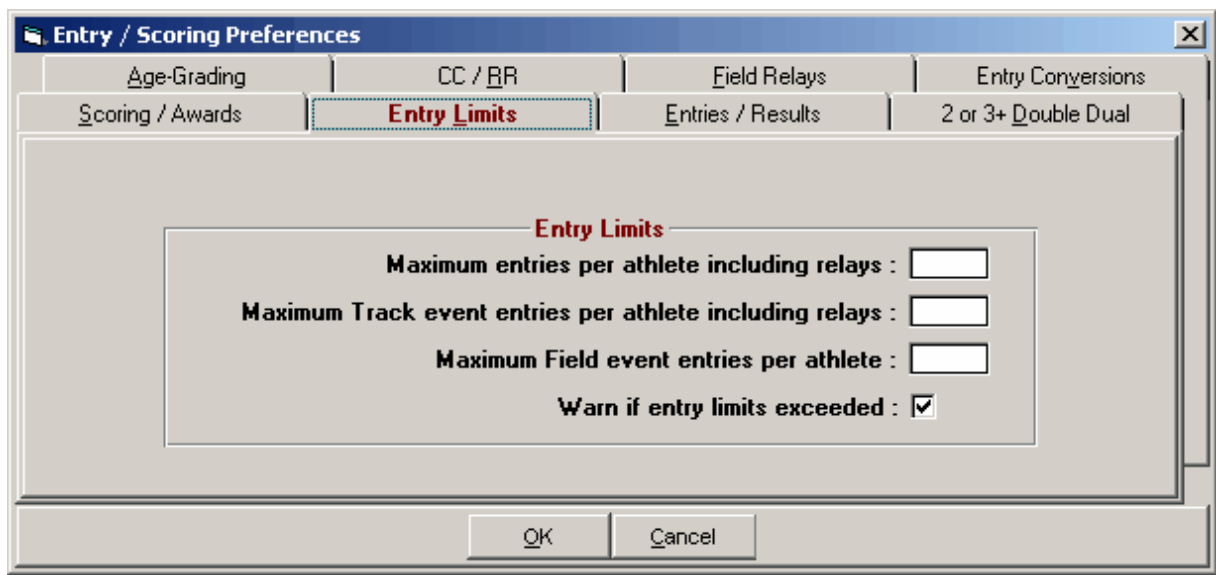 Entry / Scoring Preferences
Age-Grading CC / RR Field Relays Entry Conversions
Scoring / Awards Entry Limits Entries / Results 2 or 3+ Double Dual
Entry Limits
Maximum entries per athlete including relays :
Maximum Track event entries per athlete including relays :
Maximum Field event entries per athlete :
Warn if entry limits exceeded :
OK Cancel